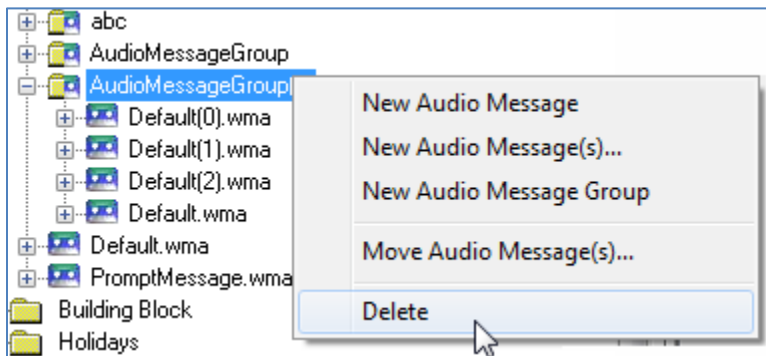 abc
AudioMessageGroup
AudioMessageGroup
Default(0).wma
Default(1).wma
Default(2).wma
Default.wma
Default.wma
PromptMessage.wma
Building Block
Holidays
New Audio Message
New Audio Message(s)...
New Audio Message Group
Move Audio Message(s)...
Delete